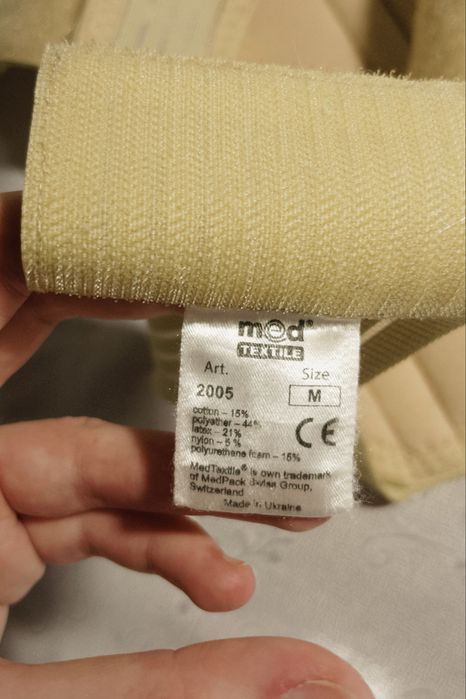 med®
TEXTILE
Art. Size
2005 M
cotton – 15%
polyather – 44%
latex – 21%
nylon – 5 %
polyurethane foam – 15%
CE
MedTextile® is own trademark
of MedPack Swiss Group,
Switzerland
Made in Ukraine